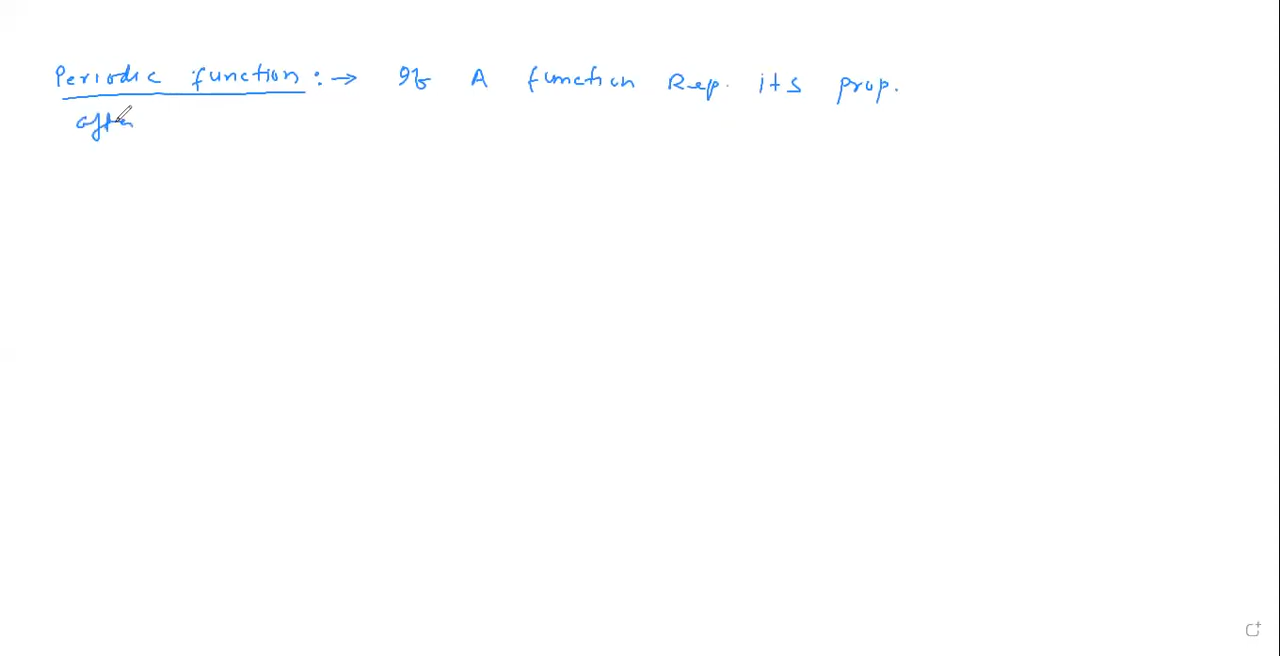 Periodic function :→ If A function Rep. its prop.
after